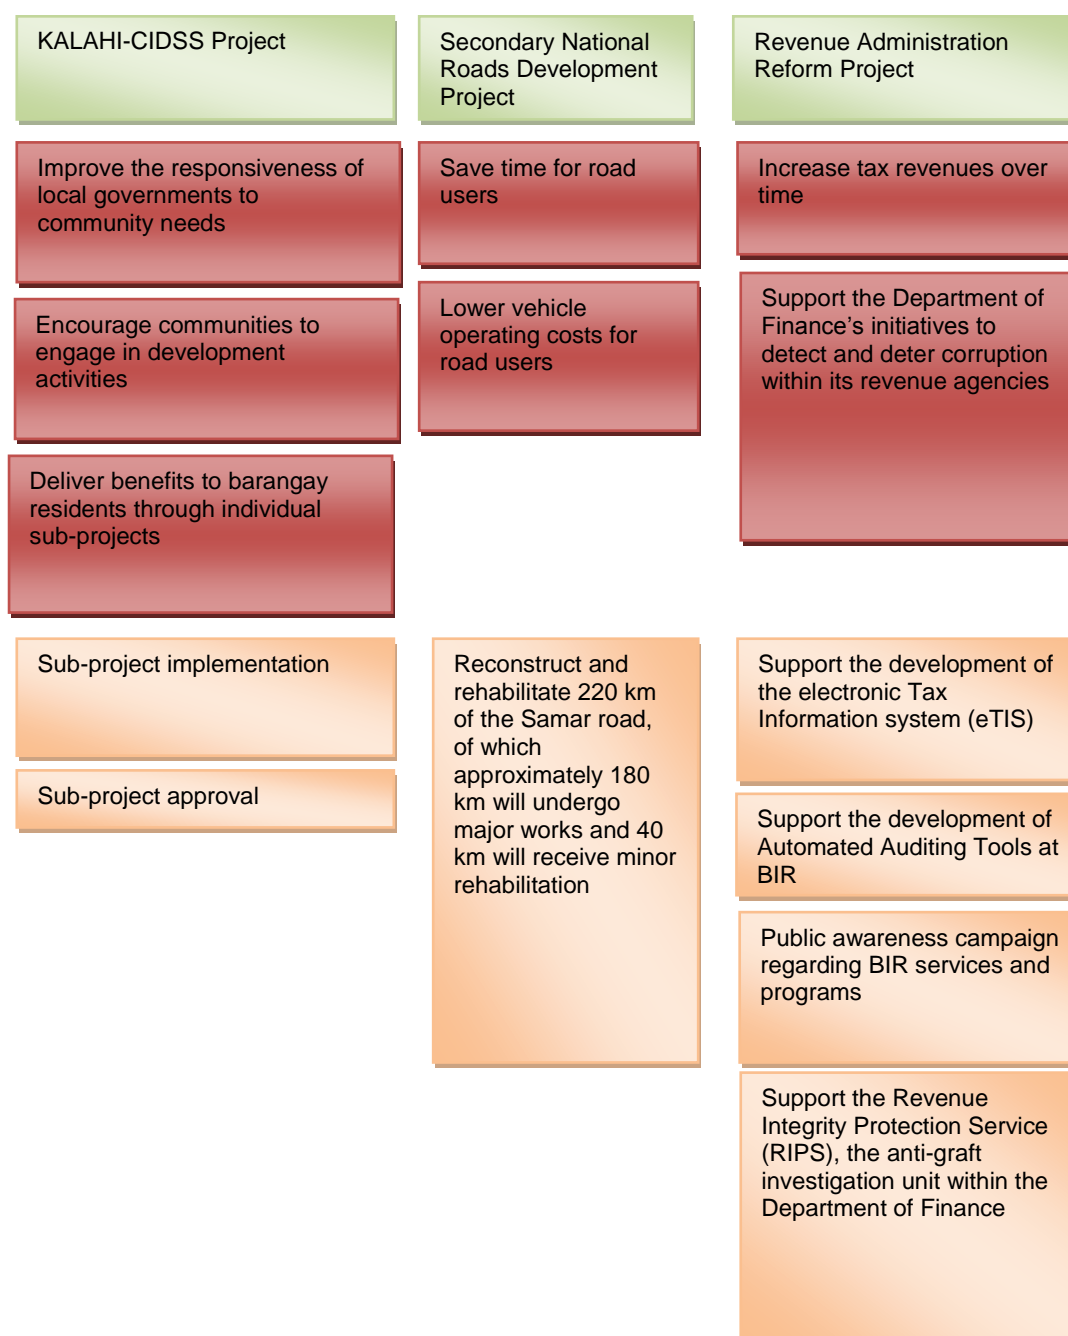 KALAHI-CIDSS Project
Secondary National
Roads Development
Project
Revenue Administration
Reform Project
Improve the responsiveness of
local governments to
community needs
Save time for road
users
Increase tax revenues over
time
Encourage communities to
engage in development
activities
Lower vehicle
operating costs for
road users
Support the Department of
Finance’s initiatives to
detect and deter corruption
within its revenue agencies
Deliver benefits to barangay
residents through individual
sub-projects
Sub-project implementation
Sub-project approval
Reconstruct and
rehabilitate 220 km
of the Samar road,
of which
approximately 180
km will undergo
major works and 40
km will receive minor
rehabilitation
Support the development of
the electronic Tax
Information system (eTIS)
Support the development of
Automated Auditing Tools at
BIR
Public awareness campaign
regarding BIR services and
programs
Support the Revenue
Integrity Protection Service
(RIPS), the anti-graft
investigation unit within the
Department of Finance